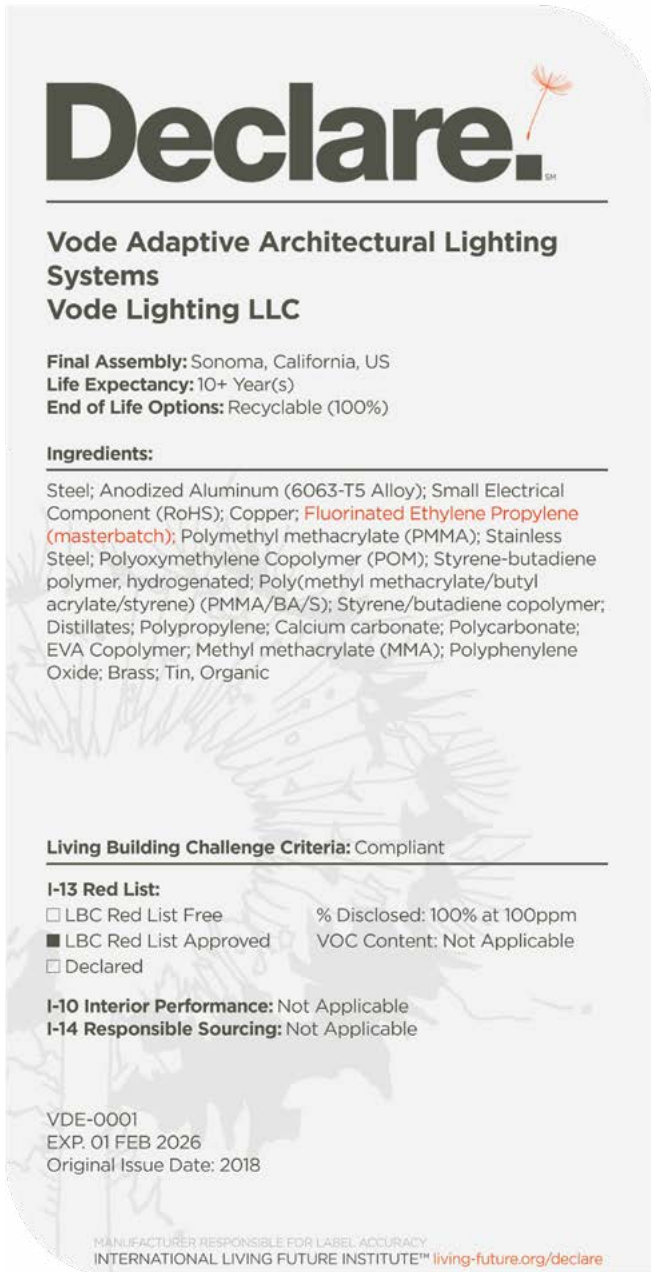 Declare.
SM
Vode Adaptive Architectural Lighting
Systems
Vode Lighting LLC
Final Assembly: Sonoma, California, US
Life Expectancy: 10+ Year(s)
End of Life Options: Recyclable (100%)
Ingredients:
Steel; Anodized Aluminum (6063-T5 Alloy); Small Electrical
Component (RoHS); Copper; Fluorinated Ethylene Propylene
(masterbatch); Polymethyl methacrylate (PMMA); Stainless
Steel; Polyoxymethylene Copolymer (POM); Styrene-butadiene
polymer, hydrogenated; Poly(methyl methacrylate/butyl
acrylate/styrene) (PMMA/BA/S); Styrene/butadiene copolymer;
Distillates; Polypropylene; Calcium carbonate; Polycarbonate;
EVA Copolymer; Methyl methacrylate (MMA); Polyphenylene
Oxide; Brass; Tin, Organic
Living Building Challenge Criteria: Compliant
I-13 Red List:
☐ LBC Red List Free % Disclosed: 100% at 100ppm
■ LBC Red List Approved VOC Content: Not Applicable
☐ Declared
I-10 Interior Performance: Not Applicable
I-14 Responsible Sourcing: Not Applicable
VDE-0001
EXP. 01 FEB 2026
Original Issue Date: 2018
MANUFACTURER RESPONSIBLE FOR LABEL ACCURACY
INTERNATIONAL LIVING FUTURE INSTITUTE™ living-future.org/declare